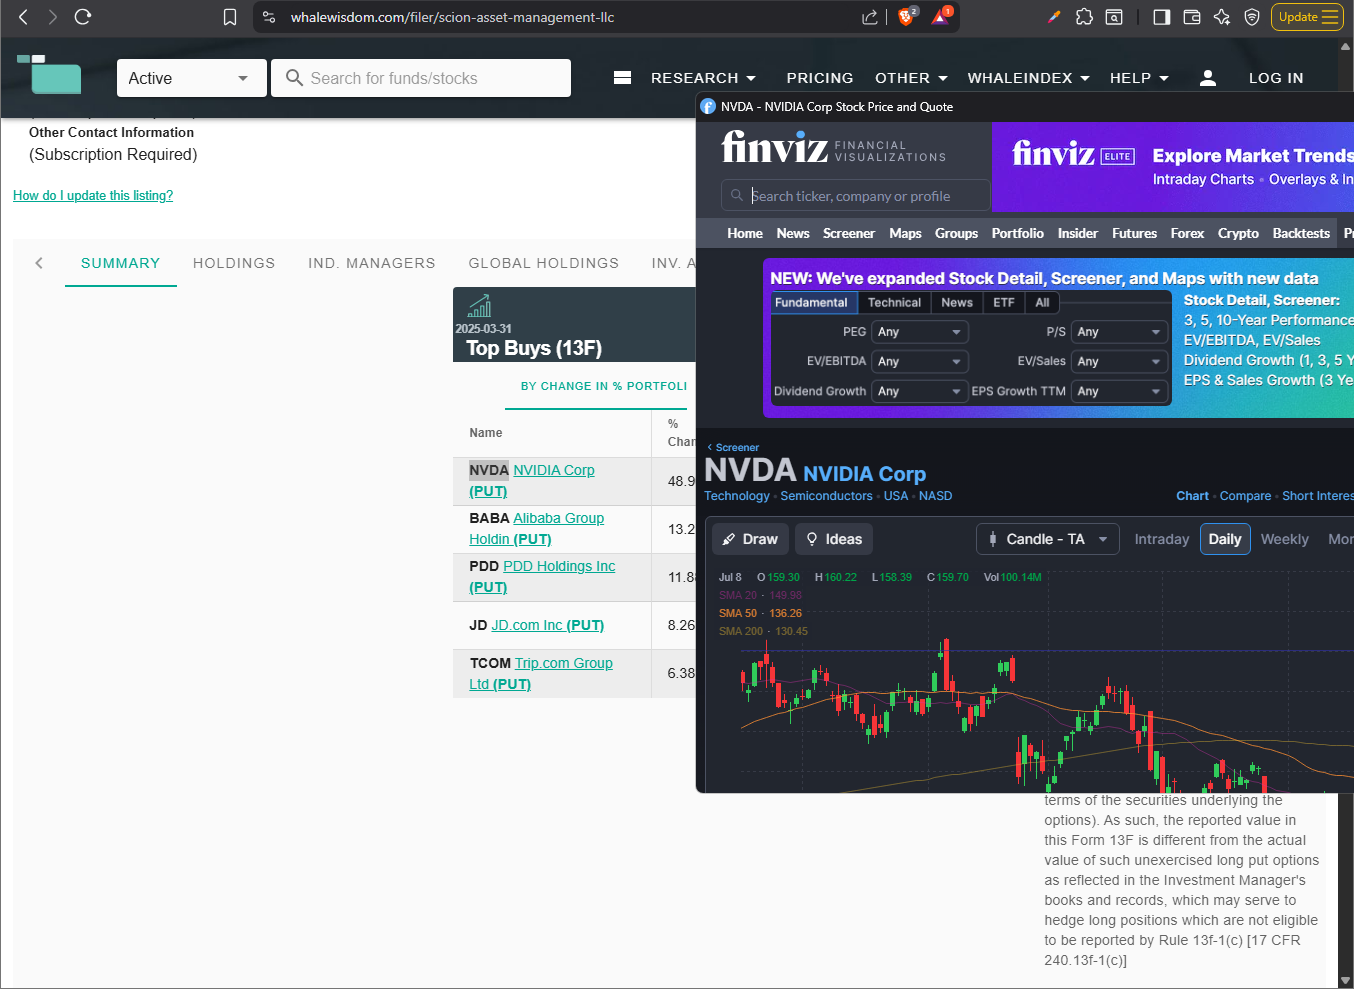 whalewisdom.com/filer/scion-asset-management-llc
2
1
Update
Active
Search for funds/stocks
RESEARCH
PRICING
OTHER
WHALEINDEX
HELP
LOG IN
Other Contact Information
(Subscription Required)
How do I update this listing?
SUMMARY
HOLDINGS
IND. MANAGERS
GLOBAL HOLDINGS
INV. A
2025-03-31
Top Buys (13F)
BY CHANGE IN % PORTFOLI
Name
%
Chan
NVDA NVIDIA Corp
(PUT)
48.9
BABA Alibaba Group
Holdin (PUT)
13.2
PDD PDD Holdings Inc
(PUT)
11.88
JD JD.com Inc (PUT)
8.26
TCOM Trip.com Group
Ltd (PUT)
6.38
NVDA - NVIDIA Corp Stock Price and Quote
finviz FINANCIAL
VISUALIZATIONS
finviz ELITE
Explore Market Trends
Intraday Charts • Overlays & In
Search ticker, company or profile
Home News Screener Maps Groups Portfolio Insider Futures Forex Crypto Backtests Pr
NEW: We've expanded Stock Detail, Screener, and Maps with new data
Fundamental Technical News ETF All
PEG Any P/S Any
EV/EBITDA Any EV/Sales Any
Dividend Growth Any EPS Growth TTM Any
Stock Detail, Screener:
3, 5, 10-Year Performance
EV/EBITDA, EV/Sales
Dividend Growth (1, 3, 5 Y
EPS & Sales Growth (3 Ye
Screener
NVDA NVIDIA Corp
Technology • Semiconductors • USA • NASD
Chart • Compare • Short Interes
Draw
Ideas
Candle - TA
Intraday
Daily
Weekly
Mor
Jul 8 O 159.30 H 160.22 L 158.39 C 159.70 Vol 100.14M
SMA 20 · 149.98
SMA 50 · 136.26
SMA 200 · 130.45
terms of the securities underlying the
options). As such, the reported value in
this Form 13F is different from the actual
value of such unexercised long put options
as reflected in the Investment Manager's
books and records, which may serve to
hedge long positions which are not eligible
to be reported by Rule 13f-1(c) [17 CFR
240.13f-1(c)]